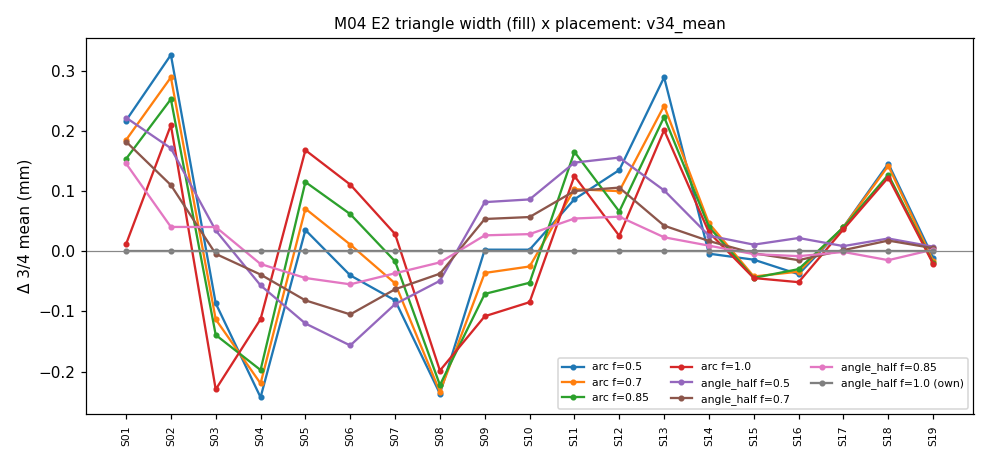 M04 E2 triangle width (fill) x placement: v34_mean
Δ 3/4 mean (mm)
0.3
0.2
0.1
0.0
−0.1
−0.2
S01 S02 S03 S04 S05 S06 S07 S08 S09 S10 S11 S12 S13 S14 S15 S16 S17 S18 S19
arc f=0.5
arc f=0.7
arc f=0.85
arc f=1.0
angle_half f=0.5
angle_half f=0.7
angle_half f=0.85
angle_half f=1.0 (own)